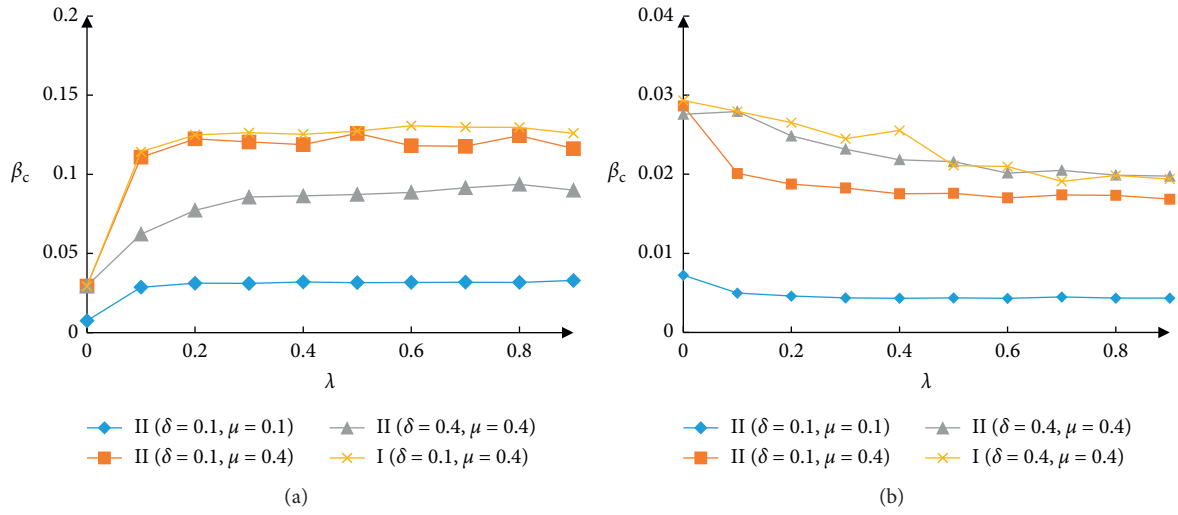 0.2
0.15
0.1
0.05
0
βc
0 0.2 0.4 0.6 0.8
λ
II (δ = 0.1, μ = 0.1) II (δ = 0.4, μ = 0.4)
II (δ = 0.1, μ = 0.4) I (δ = 0.1, μ = 0.4)
(a)
0.04
0.03
0.02
0.01
0
βc
0 0.2 0.4 0.6 0.8
λ
II (δ = 0.1, μ = 0.1) II (δ = 0.4, μ = 0.4)
II (δ = 0.1, μ = 0.4) I (δ = 0.4, μ = 0.4)
(b)